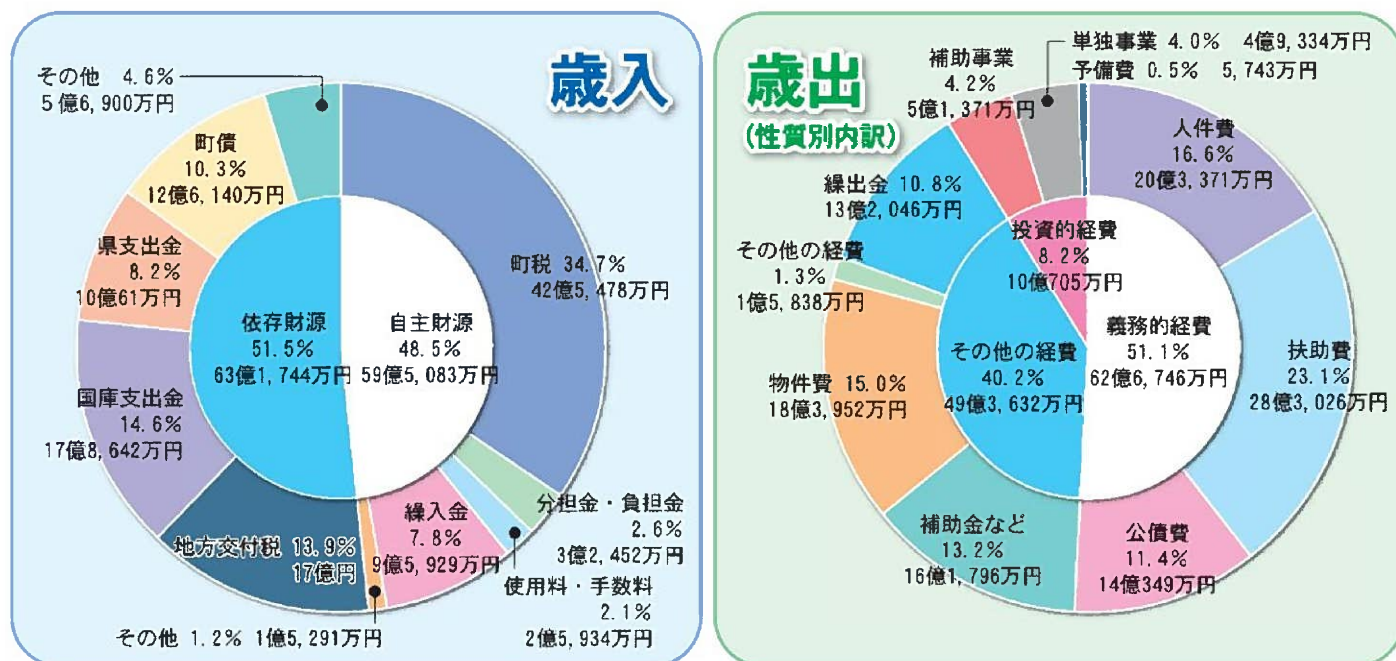 歳入
その他 4.6%
5億6,900万円
町債
10.3%
12億6,140万円
県支出金
8.2%
10億61万円
国庫支出金
14.6%
17億8,642万円
地方交付税 13.9%
17億円
その他 1.2% 1億5,291万円
依存財源
51.5%
63億1,744万円
自主財源
48.5%
59億5,083万円
町税 34.7%
42億5,478万円
分担金・負担金
2.6%
3億2,452万円
使用料・手数料
2.1%
2億5,934万円
繰入金
7.8%
9億5,929万円
歳出
(性質別内訳)
単独事業 4.0% 4億9,334万円
予備費 0.5% 5,743万円
補助事業
4.2%
5億1,371万円
人件費
16.6%
20億3,371万円
繰出金 10.8%
13億2,046万円
投資的経費
8.2%
10億705万円
その他の経費
1.3%
1億5,838万円
義務的経費
51.1%
62億6,746万円
その他の経費
40.2%
49億3,632万円
扶助費
23.1%
28億3,026万円
物件費 15.0%
18億3,952万円
補助金など
13.2%
16億1,796万円
公債費
11.4%
14億349万円